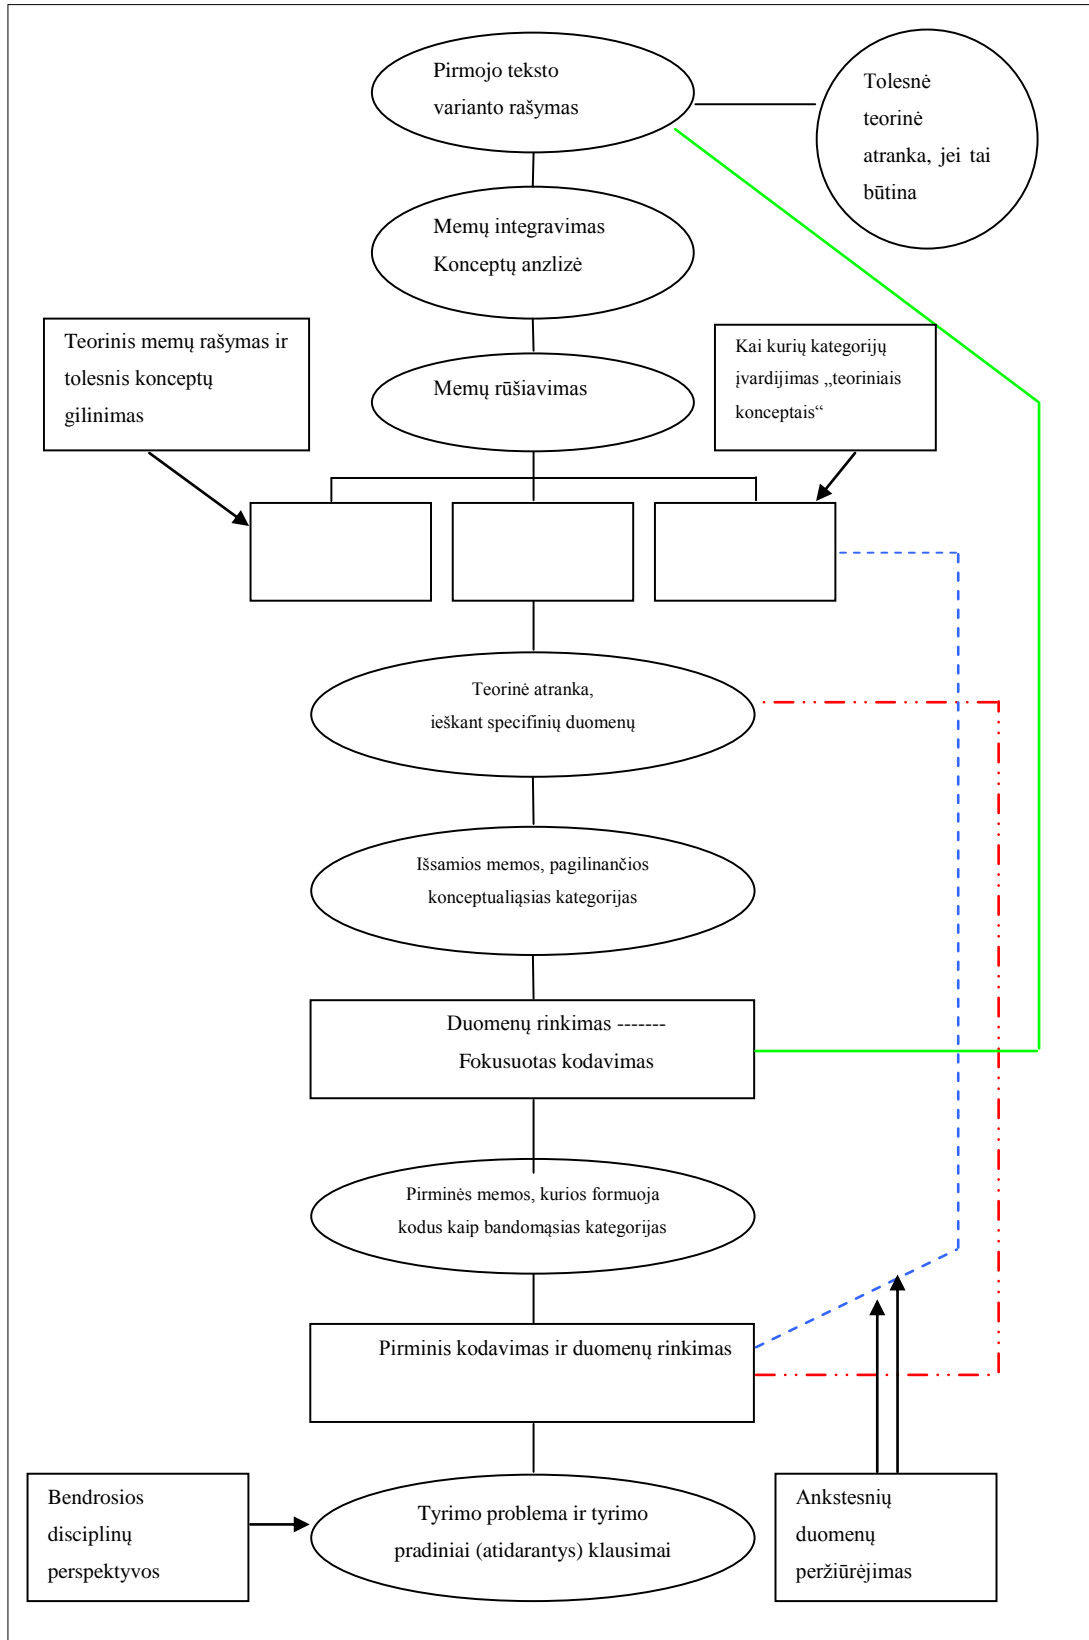 Pirmojo teksto
varianto rašymas
Tolesnė
teorinė
atranka, jei tai
būtina
Memų integravimas
Konceptų anzlizė
Teorinis memų rašymas ir
tolesnis konceptų
gilinimas
Memų rūšiavimas
Kai kurių kategorijų
įvardijimas „teoriniais
konceptais“
Teorinė atranka,
ieškant specifinių duomenų
Išsamios memos, pagilinančios
konceptualiąsias kategorijas
Duomenų rinkimas -------
Fokusuotas kodavimas
Pirminės memos, kurios formuoja
kodus kaip bandomąsias kategorijas
Pirminis kodavimas ir duomenų rinkimas
Bendrosios
disciplinų
perspektyvos
Tyrimo problema ir tyrimo
pradiniai (atidarantys) klausimai
Ankstesnių
duomenų
peržiūrėjimas